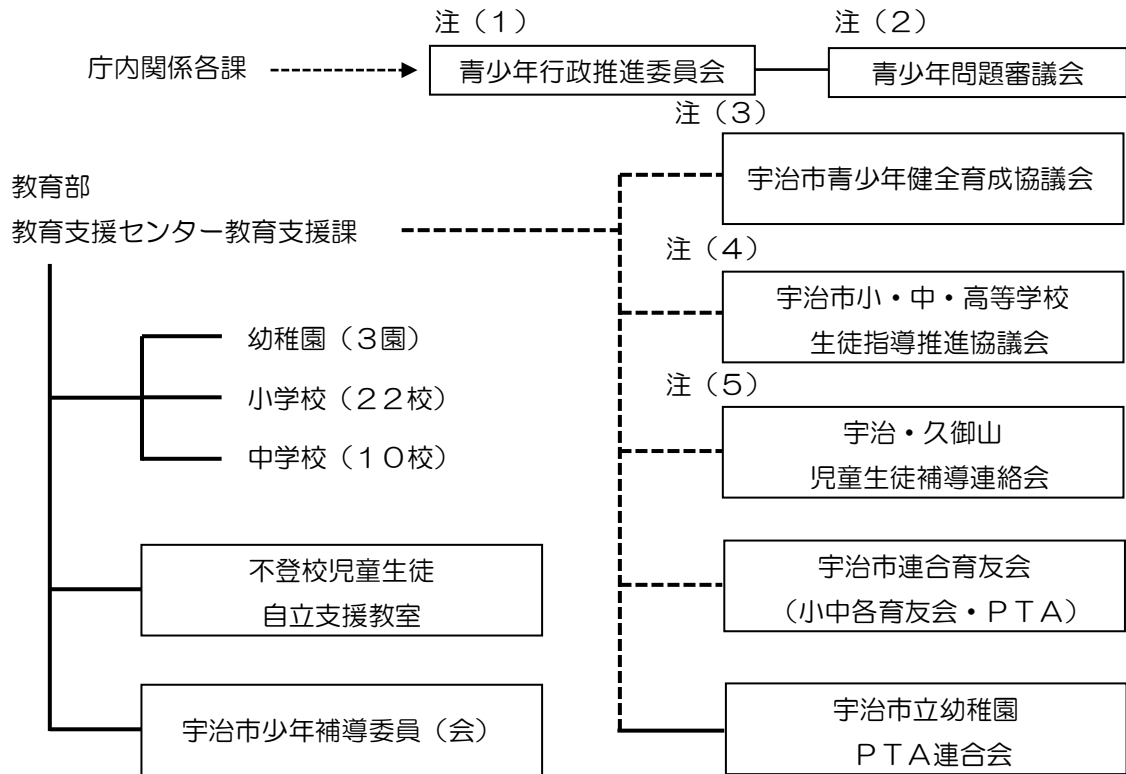 注（１）
注（２）
庁内関係各課
青少年行政推進委員会
青少年問題審議会
注（３）
宇治市青少年健全育成協議会
教育部
教育支援センター教育支援課
注（４）
宇治市小・中・高等学校
生徒指導推進協議会
幼稚園（３園）
小学校（２２校）
中学校（１０校）
注（５）
宇治・久御山
児童生徒補導連絡会
不登校児童生徒
自立支援教室
宇治市連合育友会
（小中各育友会・ＰＴＡ）
宇治市少年補導委員（会）
宇治市立幼稚園
ＰＴＡ連合会